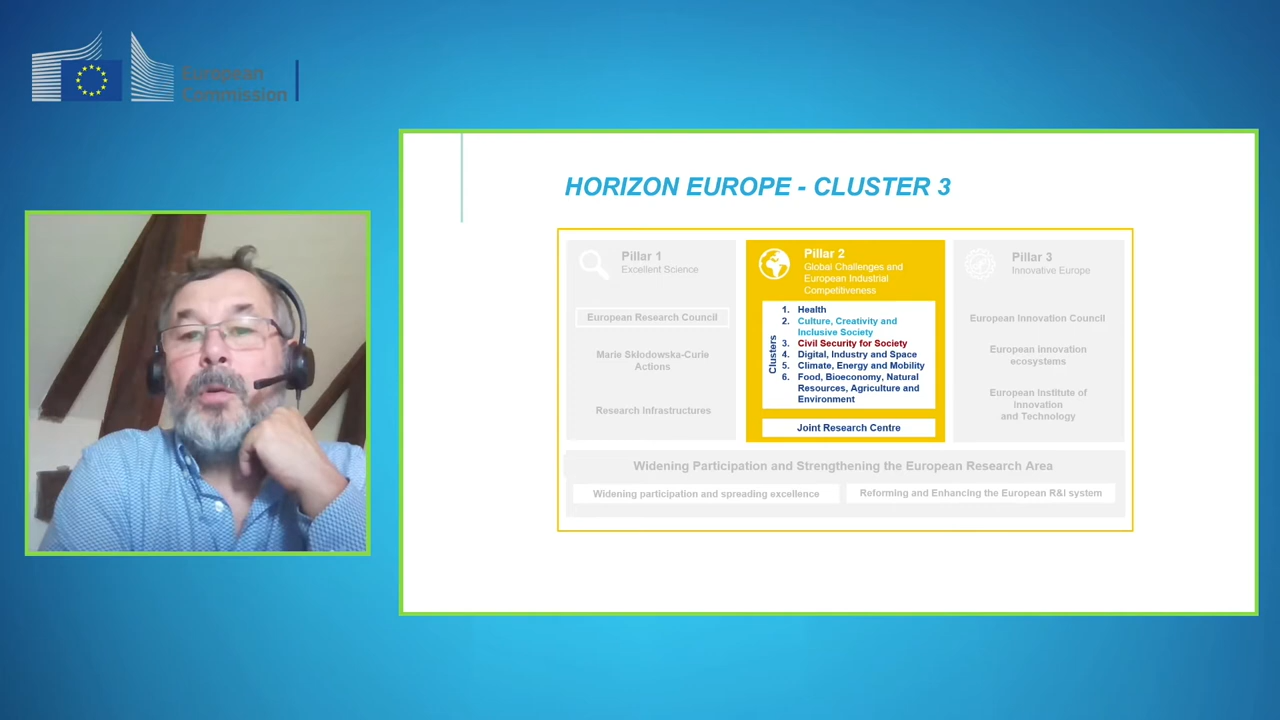 European
Commission
HORIZON EUROPE - CLUSTER 3
Pillar 1
Excellent Science
European Research Council
Marie Skłodowska-Curie
Actions
Research Infrastructures
Pillar 2
Global Challenges and
European Industrial
Competitiveness
Clusters
1. Health
2. Culture, Creativity and
Inclusive Society
3. Civil Security for Society
4. Digital, Industry and Space
5. Climate, Energy and Mobility
6. Food, Bioeconomy, Natural
Resources, Agriculture and
Environment
Joint Research Centre
Pillar 3
Innovative Europe
European Innovation Council
European innovation
ecosystems
European Institute of
innovation
and Technology
Widening Participation and Strengthening the European Research Area
Widening participation and spreading excellence
Reforming and Enhancing the European R&I system